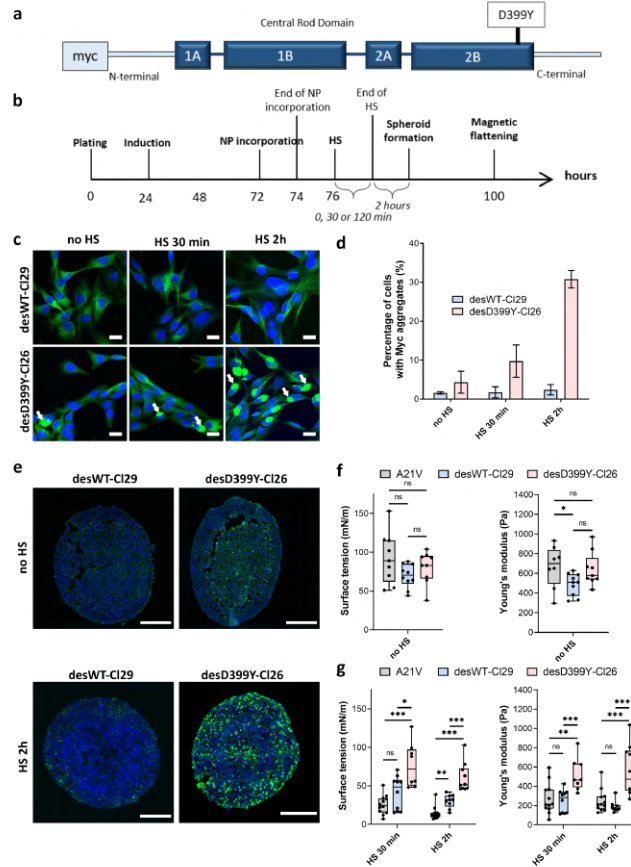 a
Central Rod Domain
D399Y
myc
1A
1B
2A
2B
N-terminal
C-terminal
b
End of NP
incorporation
End of
HS
Plating
Induction
NP incorporation
HS
Spheroid
formation
Magnetic
flattening
hours
0
24
48
72
74
76
100
2 hours
0, 30 or 120 min
c
no HS
HS 30 min
HS 2h
desWT-Cl29
desD399Y-Cl26
d
Percentage of cells
with Myc aggregates (%)
40
30
20
10
0
desWT-Cl29
desD399Y-Cl26
no HS
HS 30 min
HS 2h
e
desWT-Cl29
desD399Y-Cl26
no HS
desWT-Cl29
desD399Y-Cl26
HS 2h
f
A21V
desWT-Cl29
desD399Y-Cl26
Surface tension (mN/m)
150
100
50
0
ns
ns
ns
no HS
Young's modulus (Pa)
1400
1200
1000
800
600
400
200
0
ns
*
ns
no HS
g
A21V
desWT-Cl29
desD399Y-Cl26
Surface tension (mN/m)
150
100
50
0
*
***
ns
***
***
**
HS 30 min
HS 2h
Young's modulus (Pa)
1400
1200
1000
800
600
400
200
0
***
**
ns
***
***
ns
HS 30 min
HS 2h